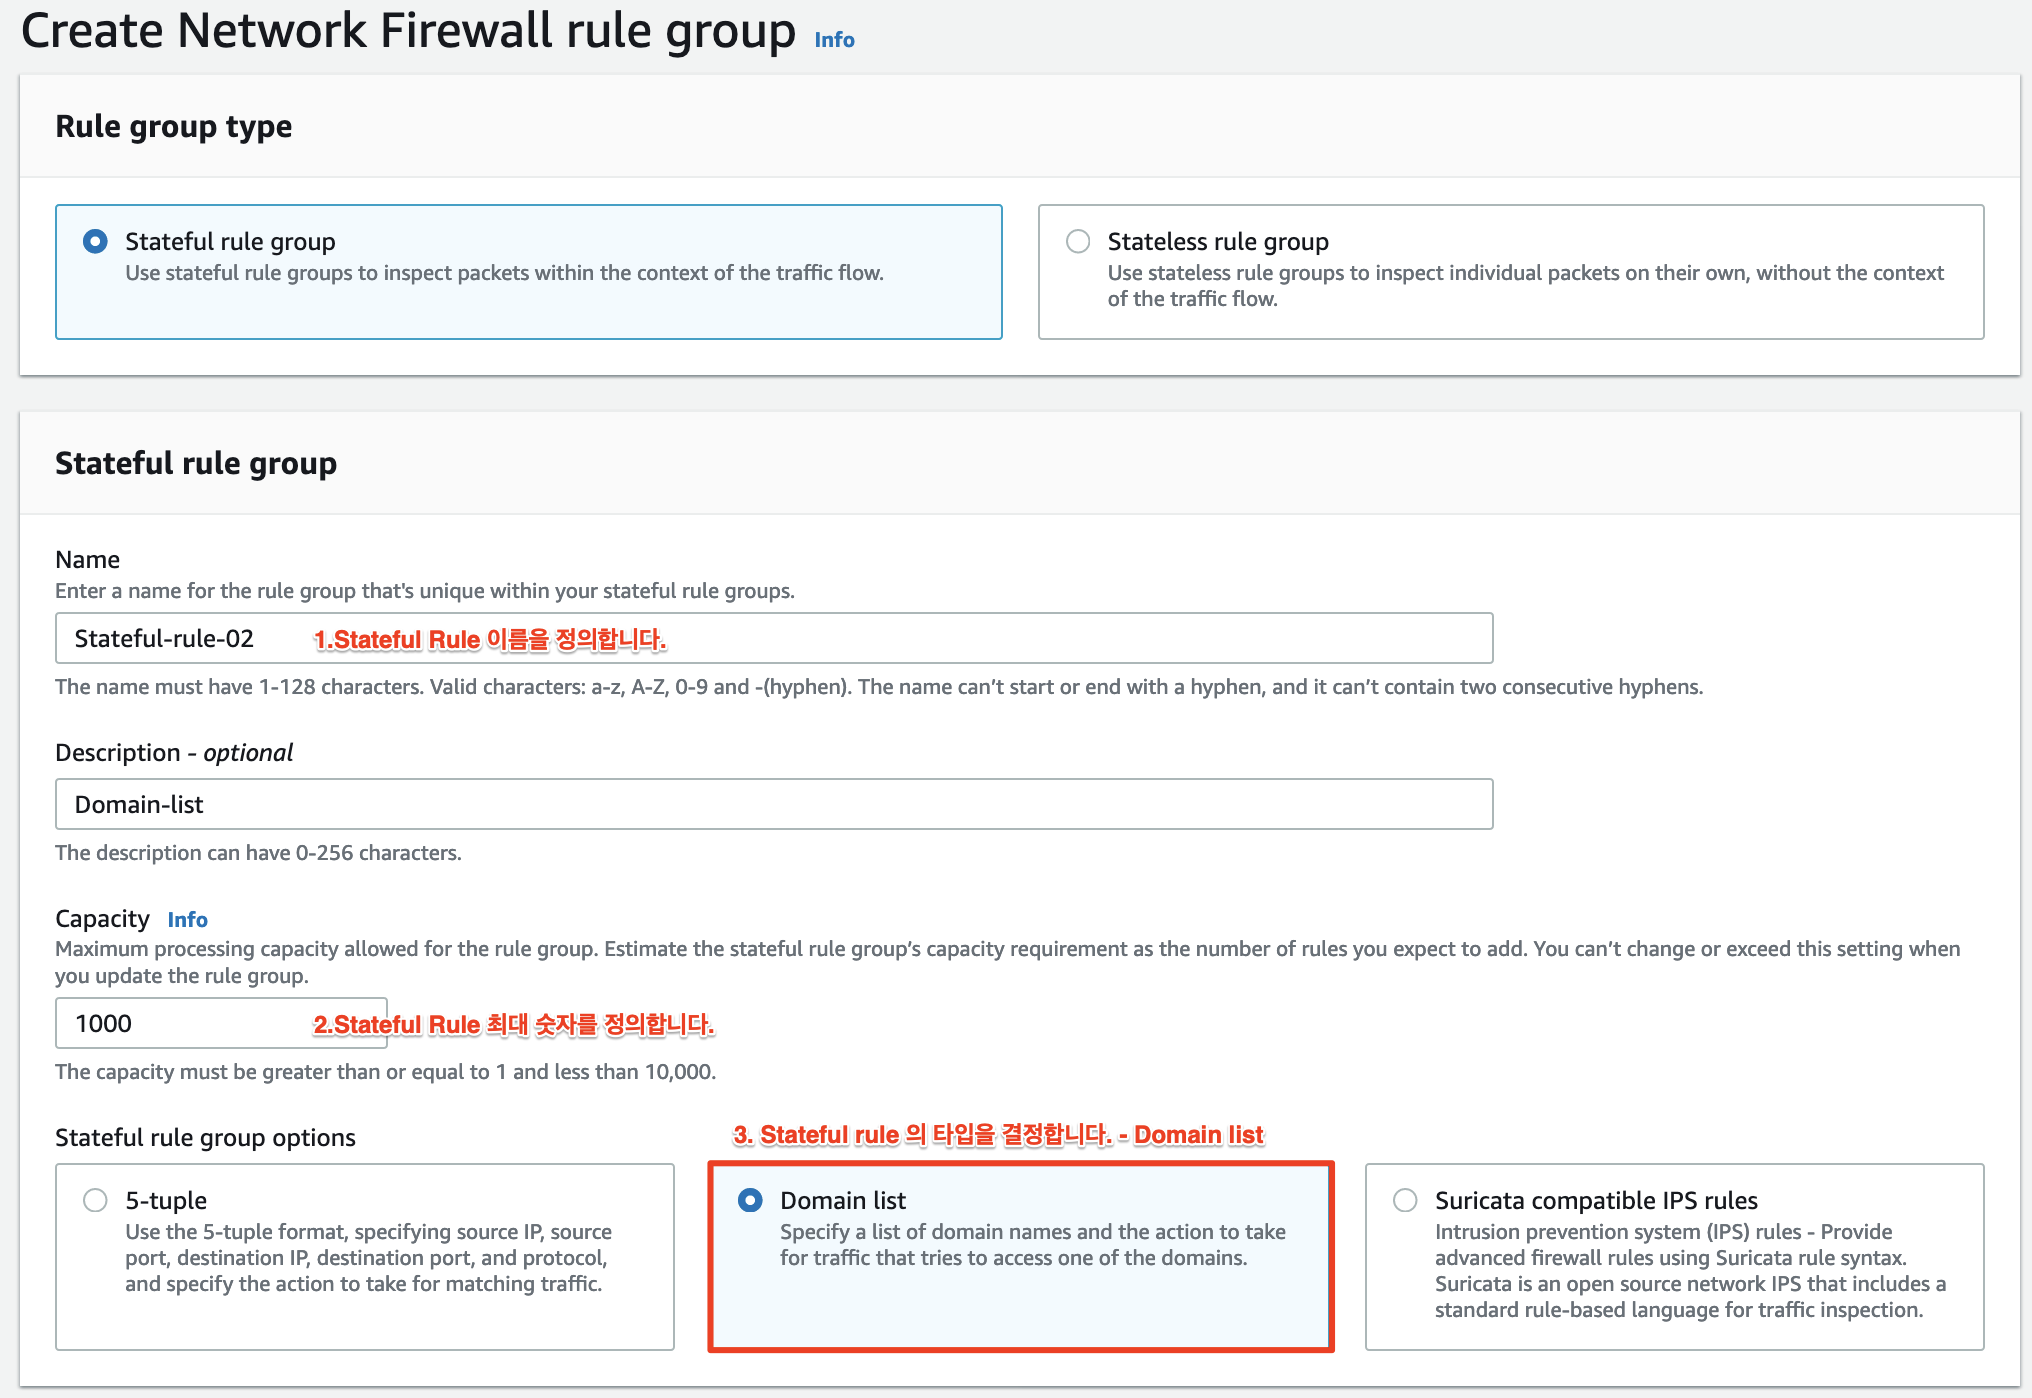 Create Network Firewall rule group Info
Rule group type
Stateful rule group
Use stateful rule groups to inspect packets within the context of the traffic flow.
Stateless rule group
Use stateless rule groups to inspect individual packets on their own, without the context
of the traffic flow.
Stateful rule group
Name
Enter a name for the rule group that's unique within your stateful rule groups.
Stateful-rule-02 1.Stateful Rule 이름을 정의합니다.
The name must have 1-128 characters. Valid characters: a-z, A-Z, 0-9 and -(hyphen). The name can’t start or end with a hyphen, and it can’t contain two consecutive hyphens.
Description - optional
Domain-list
The description can have 0-256 characters.
Capacity Info
Maximum processing capacity allowed for the rule group. Estimate the stateful rule group’s capacity requirement as the number of rules you expect to add. You can’t change or exceed this setting when
you update the rule group.
1000 2.Stateful Rule 최대 숫자를 정의합니다.
The capacity must be greater than or equal to 1 and less than 10,000.
Stateful rule group options
3. Stateful rule 의 타입을 결정합니다. - Domain list
5-tuple
Use the 5-tuple format, specifying source IP, source
port, destination IP, destination port, and protocol,
and specify the action to take for matching traffic.
Domain list
Specify a list of domain names and the action to take
for traffic that tries to access one of the domains.
Suricata compatible IPS rules
Intrusion prevention system (IPS) rules - Provide
advanced firewall rules using Suricata rule syntax.
Suricata is an open source network IPS that includes a
standard rule-based language for traffic inspection.